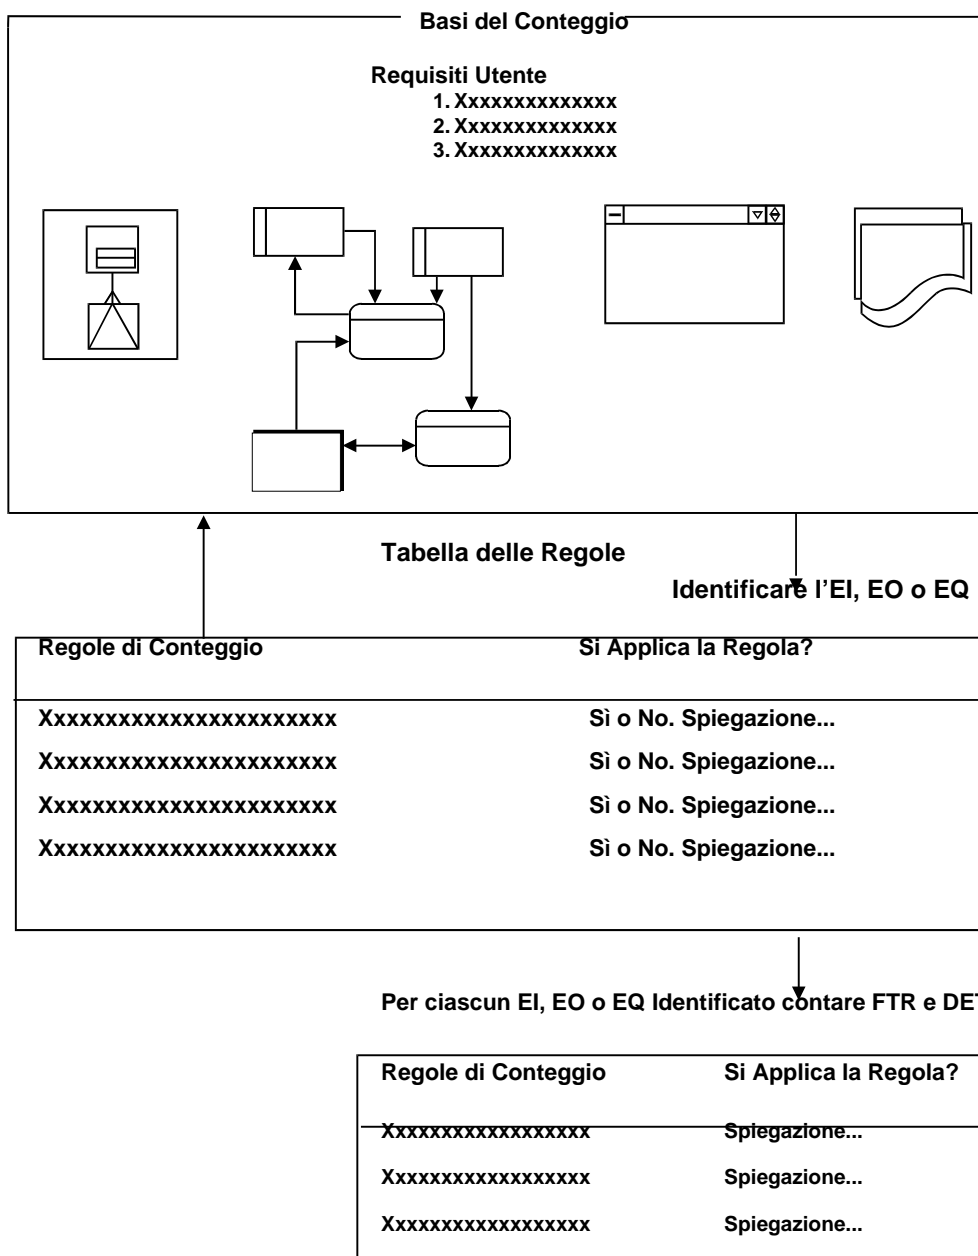 Basi del Conteggio
Requisiti Utente
1. Xxxxxxxxxxxxxx
2. Xxxxxxxxxxxxxx
3. Xxxxxxxxxxxxxx
Tabella delle Regole
Identificare l’EI, EO o EQ
Regole di Conteggio Si Applica la Regola?
Xxxxxxxxxxxxxxxxxxxxxxx Sì o No. Spiegazione...
Xxxxxxxxxxxxxxxxxxxxxxx Sì o No. Spiegazione...
Xxxxxxxxxxxxxxxxxxxxxxx Sì o No. Spiegazione...
Xxxxxxxxxxxxxxxxxxxxxxx Sì o No. Spiegazione...
Per ciascun EI, EO o EQ Identificato contare FTR e DET
Regole di Conteggio Si Applica la Regola?
Xxxxxxxxxxxxxxxxxx Spiegazione...
Xxxxxxxxxxxxxxxxxx Spiegazione...
Xxxxxxxxxxxxxxxxxx Spiegazione...